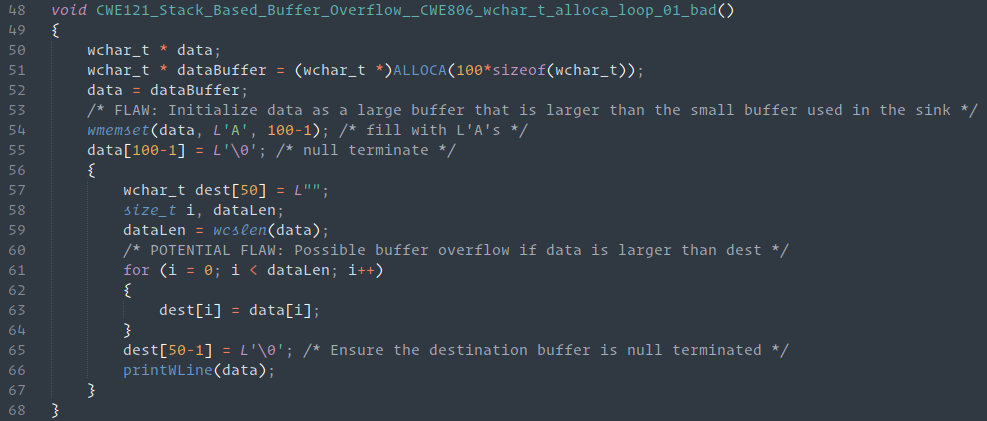 48 void CWE121_Stack_Based_Buffer_Overflow__CWE806_wchar_t_alloca_loop_01_bad()
49 {
50     wchar_t * data;
51     wchar_t * dataBuffer = (wchar_t *)ALLOCA(100*sizeof(wchar_t));
52     data = dataBuffer;
53     /* FLAW: Initialize data as a large buffer that is larger than the small buffer used in the sink */
54     wmemset(data, L'A', 100-1); /* fill with L'A's */
55     data[100-1] = L'\0'; /* null terminate */
56     {
57         wchar_t dest[50] = L"";
58         size_t i, dataLen;
59         dataLen = wcslen(data);
60         /* POTENTIAL FLAW: Possible buffer overflow if data is larger than dest */
61         for (i = 0; i < dataLen; i++)
62         {
63             dest[i] = data[i];
64         }
65         dest[50-1] = L'\0'; /* Ensure the destination buffer is null terminated */
66         printWLine(data);
67     }
68 }